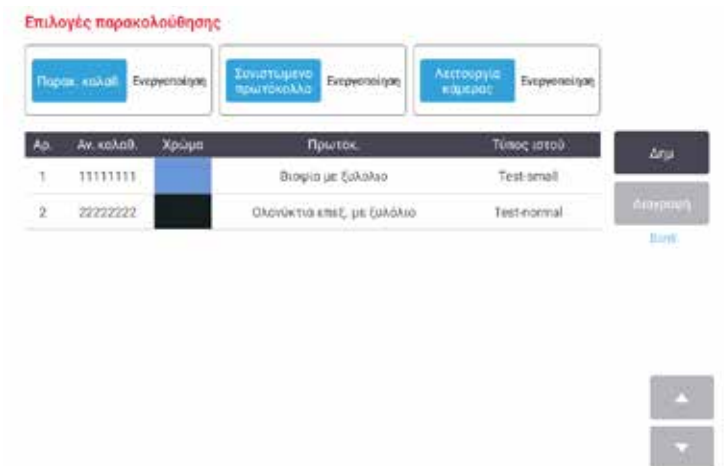 Επιλογές παρακολούθησης
Παρακ. καλαθ. Ενεργοποίηση
Συνιστώμενο πρωτόκολλο Ενεργοποίηση
Λειτουργία κάμερας Ενεργοποίηση
Αρ. Αν. καλαθ. Χρώμα Πρωτόκ. Τύπος ιστού
1 11111111 Βιοψία με ξυλόλιο Test-small
2 22222222 Ολονύκτια επεξ. με ξυλόλιο Test-normal
Δημ
Διαγραφή